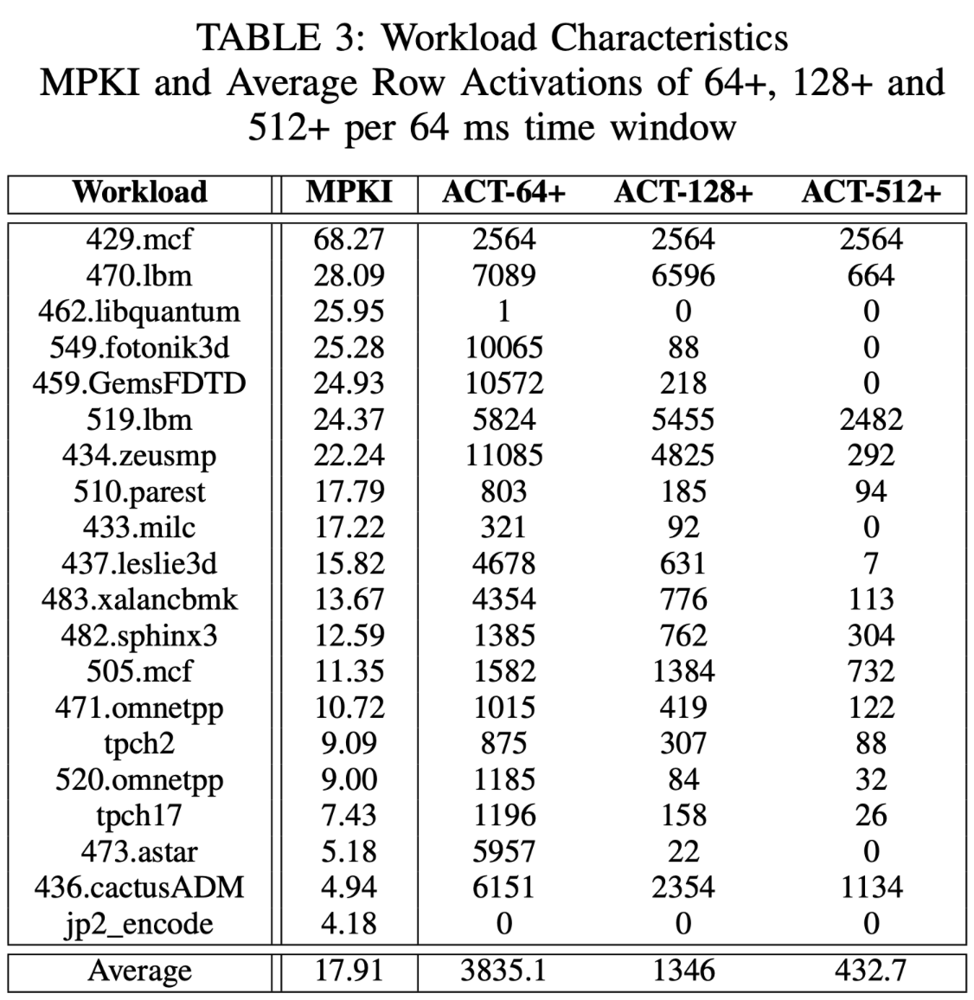 TABLE 3: Workload Characteristics
MPKI and Average Row Activations of 64+, 128+ and
512+ per 64 ms time window
Workload MPKI ACT-64+ ACT-128+ ACT-512+
429.mcf 68.27 2564 2564 2564
470.lbm 28.09 7089 6596 664
462.libquantum 25.95 1 0 0
549.fotonik3d 25.28 10065 88 0
459.GemsFDTD 24.93 10572 218 0
519.lbm 24.37 5824 5455 2482
434.zeusmp 22.24 11085 4825 292
510.parest 17.79 803 185 94
433.milc 17.22 321 92 0
437.leslie3d 15.82 4678 631 7
483.xalancbmk 13.67 4354 776 113
482.sphinx3 12.59 1385 762 304
505.mcf 11.35 1582 1384 732
471.omnetpp 10.72 1015 419 122
tpch2 9.09 875 307 88
520.omnetpp 9.00 1185 84 32
tpch17 7.43 1196 158 26
473.astar 5.18 5957 22 0
436.cactusADM 4.94 6151 2354 1134
jp2_encode 4.18 0 0 0
Average 17.91 3835.1 1346 432.7